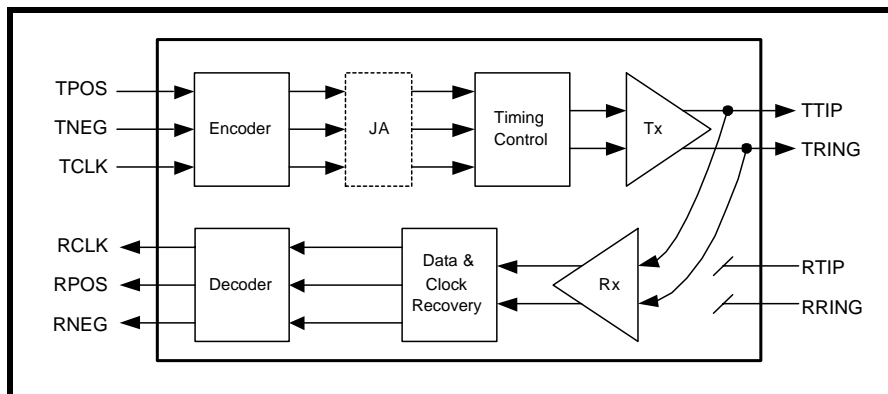 TPOS
TNEG
TCLK
Encoder
JA
Timing
Control
Tx
TTIP
TRING
RCLK
RPOS
RNEG
Decoder
Data &
Clock
Recovery
Rx
RTIP
RRING